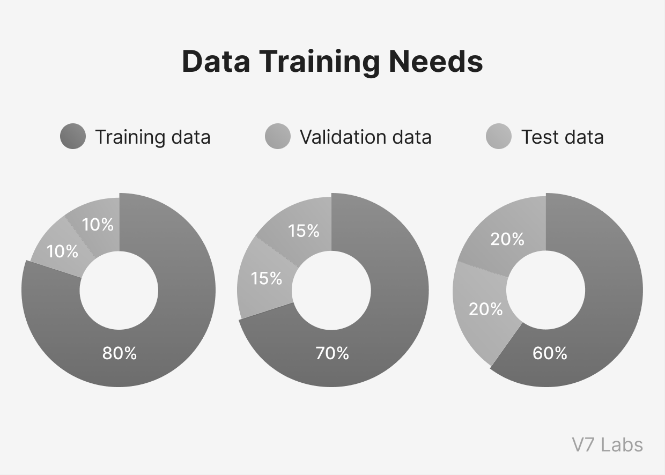 Data Training Needs
Training data
Validation data
Test data
10%
10%
80%
15%
15%
70%
20%
20%
60%
V7 Labs